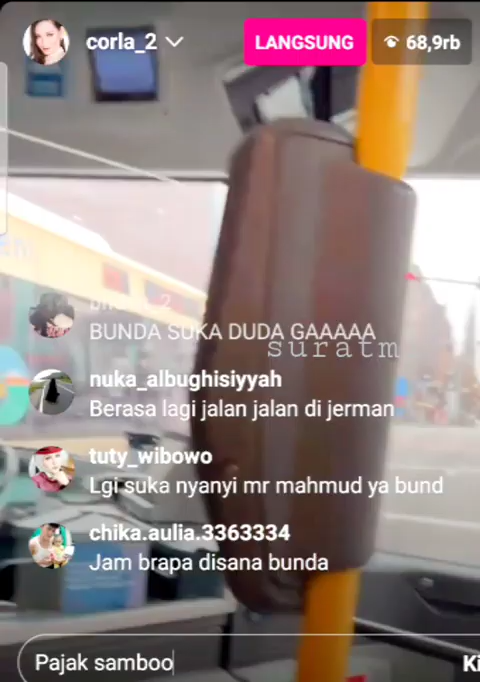 corla_2
LANGSUNG
68,9rb
BUNDA SUKA DUDA GAAAAA
suratm
nuka_albughisiyyah
Berasa lagi jalan jalan di jerman
tuty_wibowo
Lgi suka nyanyi mr mahmud ya bund
chika.aulia.3363334
Jam brapa disana bunda
Pajak samboo
Ki